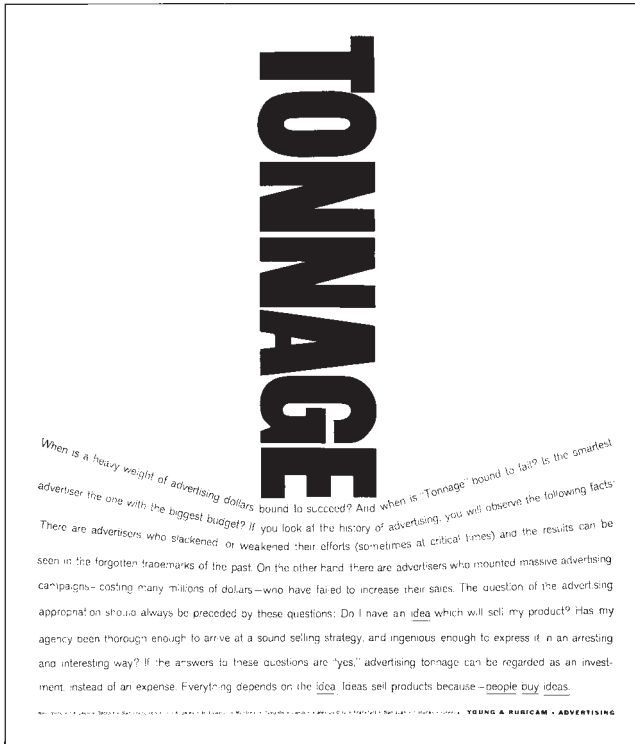 TONNAGE
When is a heavy weight of advertising dollars bound to succeed? And when is "Tonnage" bound to fail? Is the smartest
advertiser the one with the biggest budget? If you look at the history of advertising, you will observe the following facts:
There are advertisers who slackened or weakened their efforts (sometimes at critical times) and the results can be
seen in the forgotten trademarks of the past. On the other hand there are advertisers who mounted massive advertising
campaigns—costing many millions of dollars—who have failed to increase their sales. The question of the advertising
appropriation should always be preceded by these questions: Do I have an idea which will sell my product? Has my
agency been thorough enough to arrive at a sound selling strategy, and ingenious enough to express it in an arresting
and interesting way? If the answers to these questions are "yes," advertising tonnage can be regarded as an invest-
ment, instead of an expense. Everything depends on the idea. Ideas sell products because—people buy ideas.
YOUNG & RUBICAM • ADVERTISING